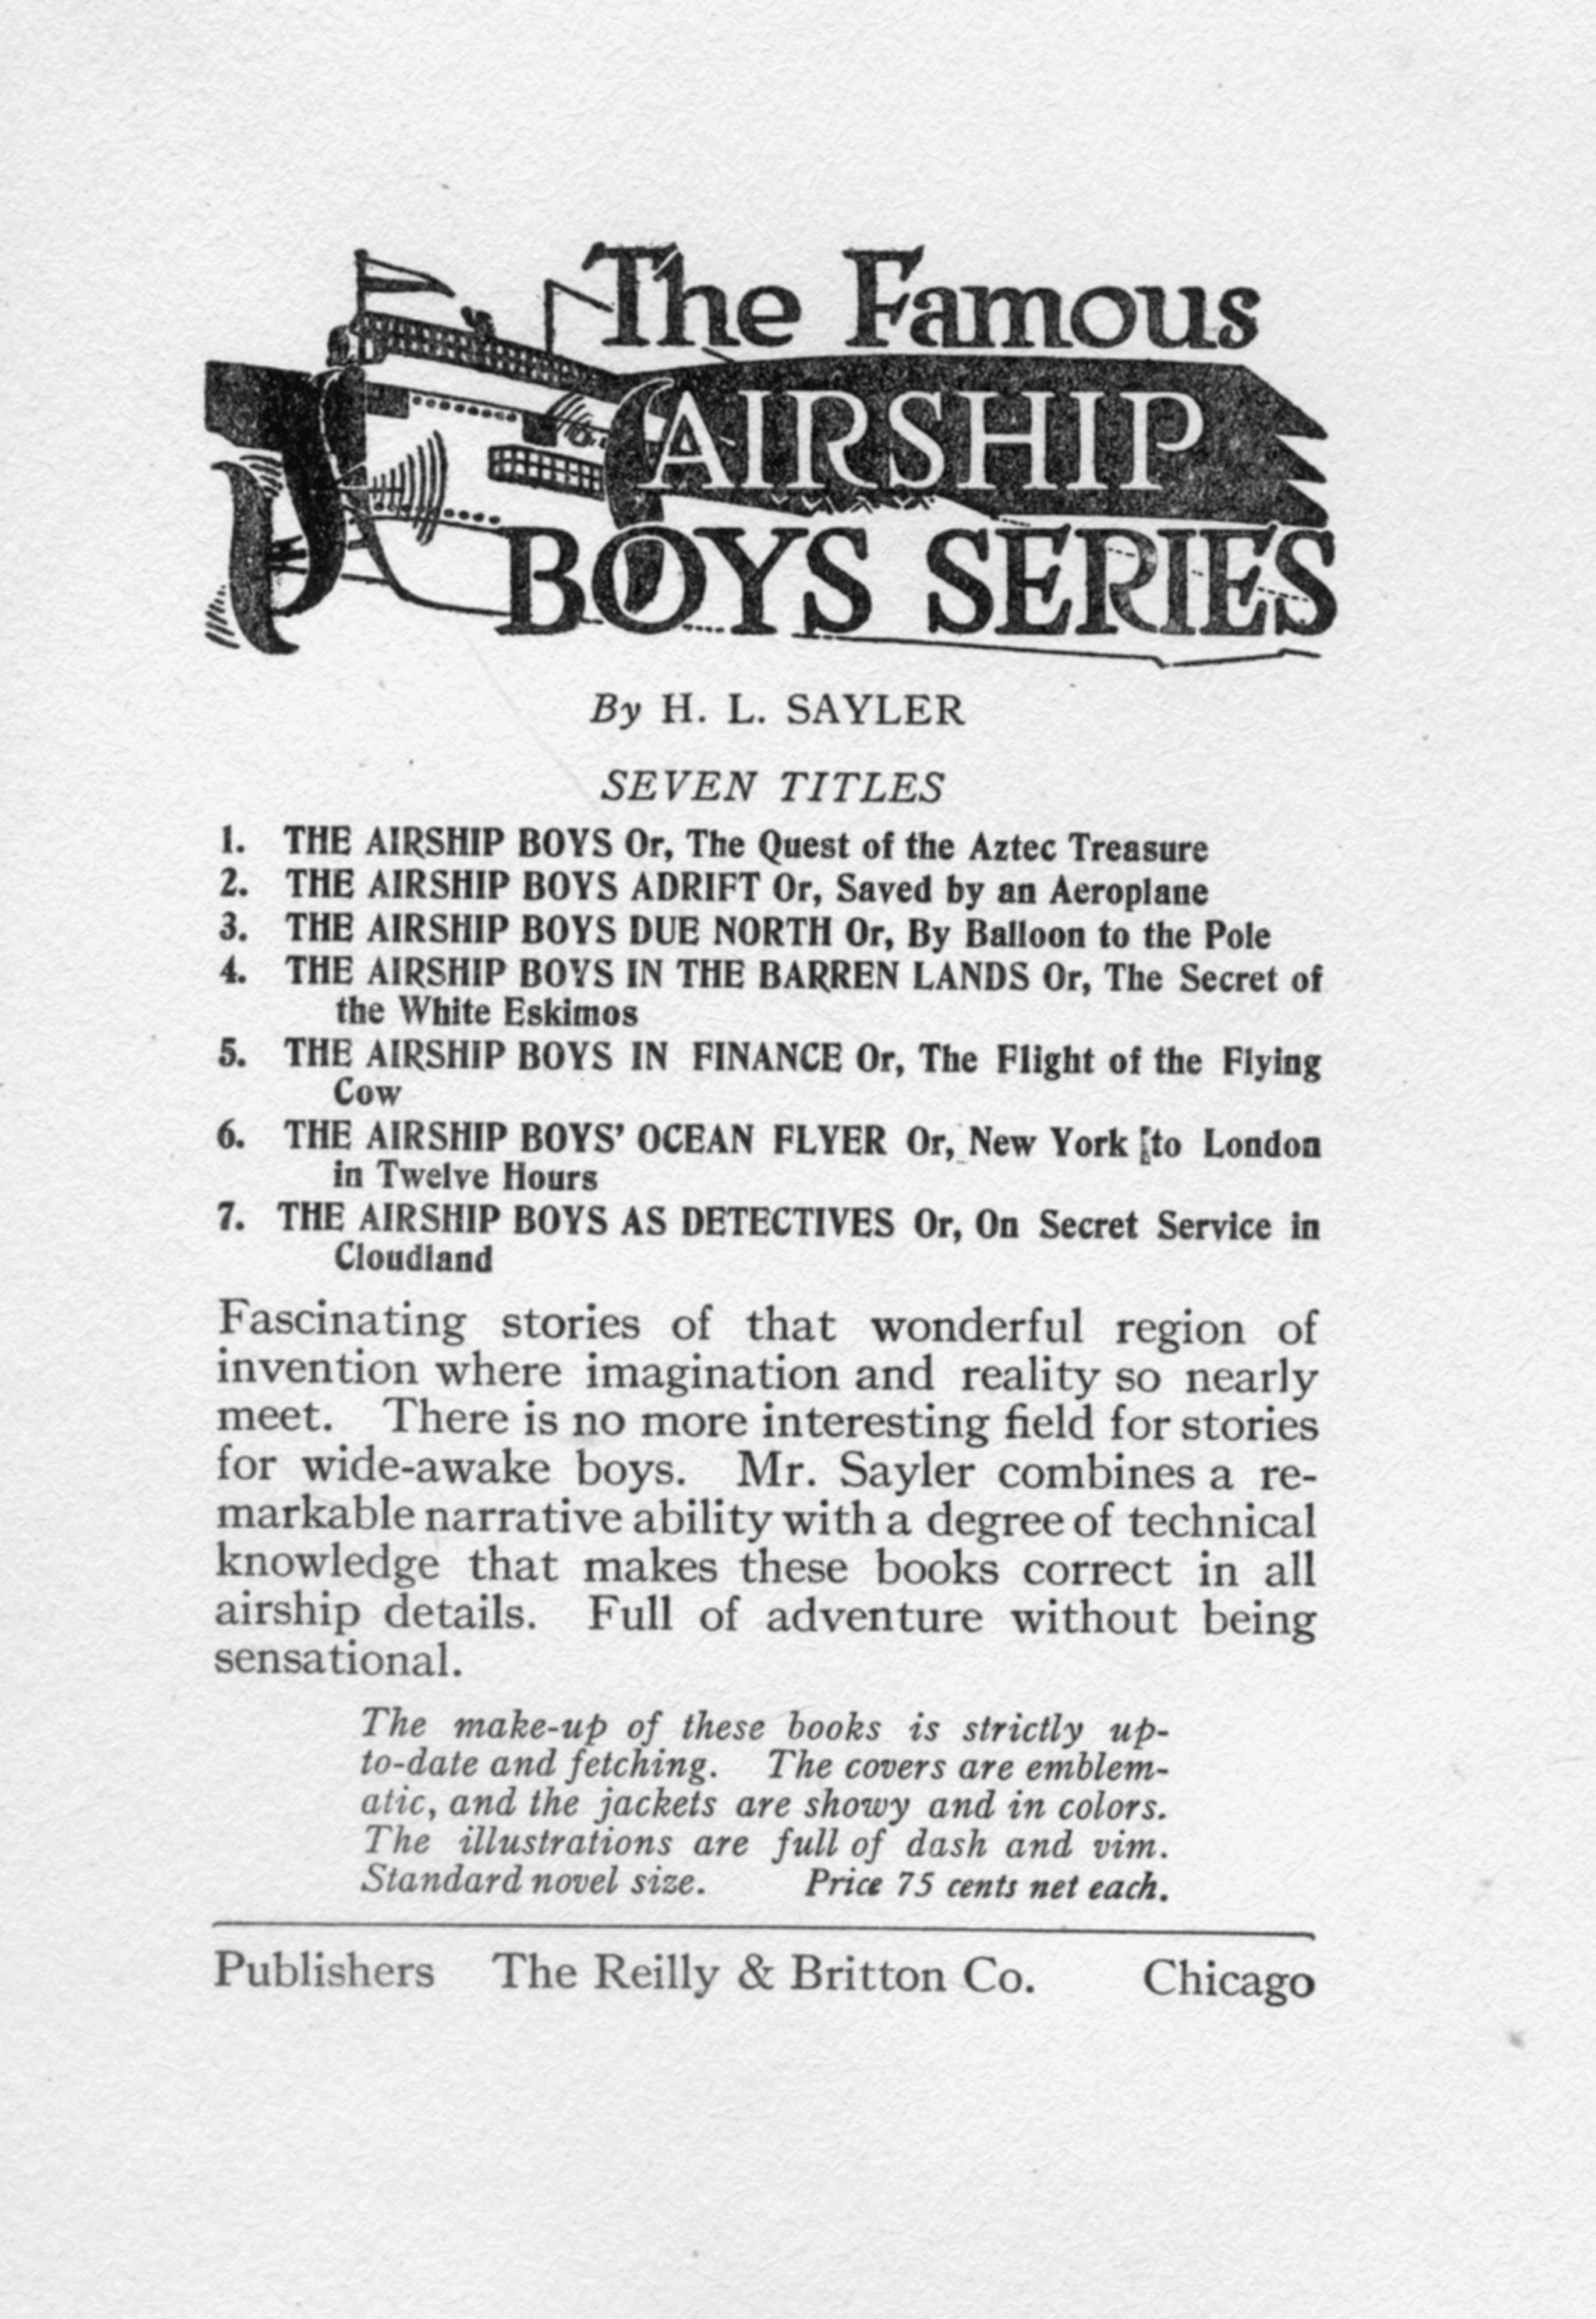 The Famous
AIRSHIP
BOYS SERIES
By H. L. SAYLER
SEVEN TITLES
1. THE AIRSHIP BOYS Or, The Quest of the Aztec Treasure
2. THE AIRSHIP BOYS ADRIFT Or, Saved by an Aeroplane
3. THE AIRSHIP BOYS DUE NORTH Or, By Balloon to the Pole
4. THE AIRSHIP BOYS IN THE BARREN LANDS Or, The Secret of
the White Eskimos
5. THE AIRSHIP BOYS IN FINANCE Or, The Flight of the Flying
Cow
6. THE AIRSHIP BOYS' OCEAN FLYER Or, New York to London
in Twelve Hours
7. THE AIRSHIP BOYS AS DETECTIVES Or, On Secret Service in
Cloudland
Fascinating stories of that wonderful region of
invention where imagination and reality so nearly
meet. There is no more interesting field for stories
for wide-awake boys. Mr. Sayler combines a re-
markable narrative ability with a degree of technical
knowledge that makes these books correct in all
airship details. Full of adventure without being
sensational.
The make-up of these books is strictly up-
to-date and fetching. The covers are emblem-
atic, and the jackets are showy and in colors.
The illustrations are full of dash and vim.
Standard novel size. Price 75 cents net each.
Publishers The Reilly & Britton Co. Chicago